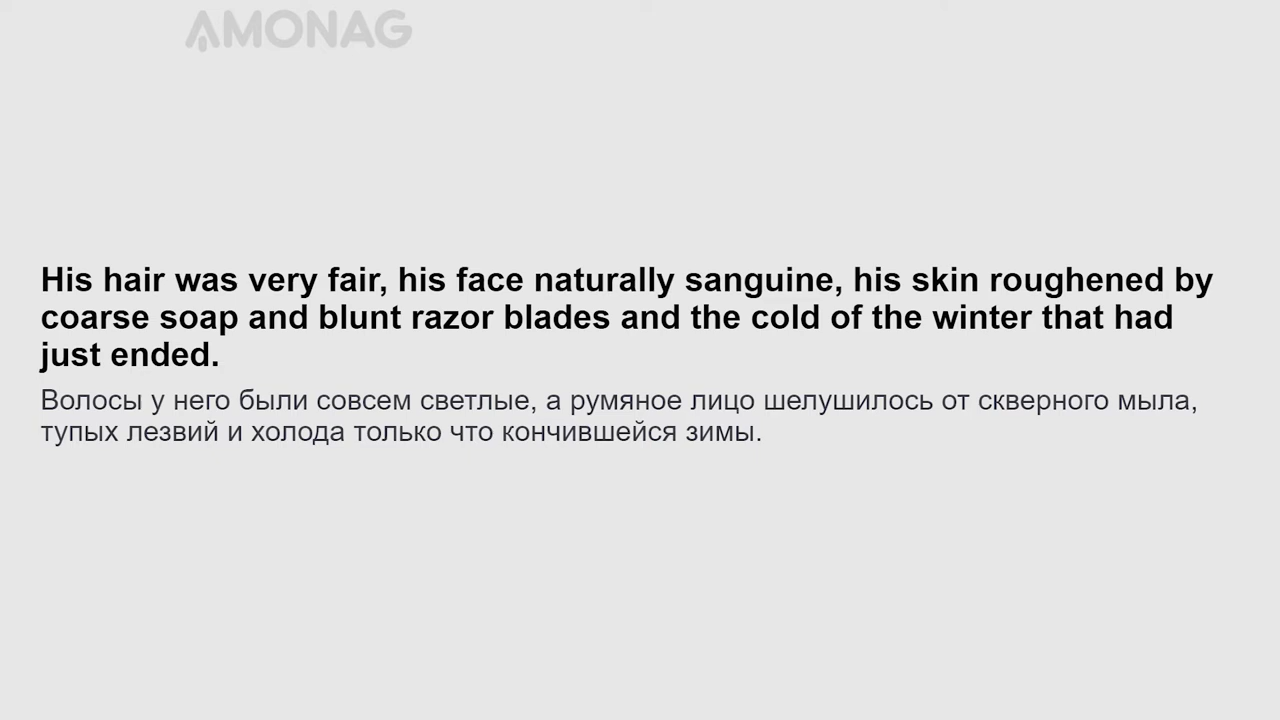 AMONAG
His hair was very fair, his face naturally sanguine, his skin roughened by
coarse soap and blunt razor blades and the cold of the winter that had
just ended.
Волосы у него были совсем светлые, а румяное лицо шелушилось от скверного мыла,
тупых лезвий и холода только что кончившейся зимы.